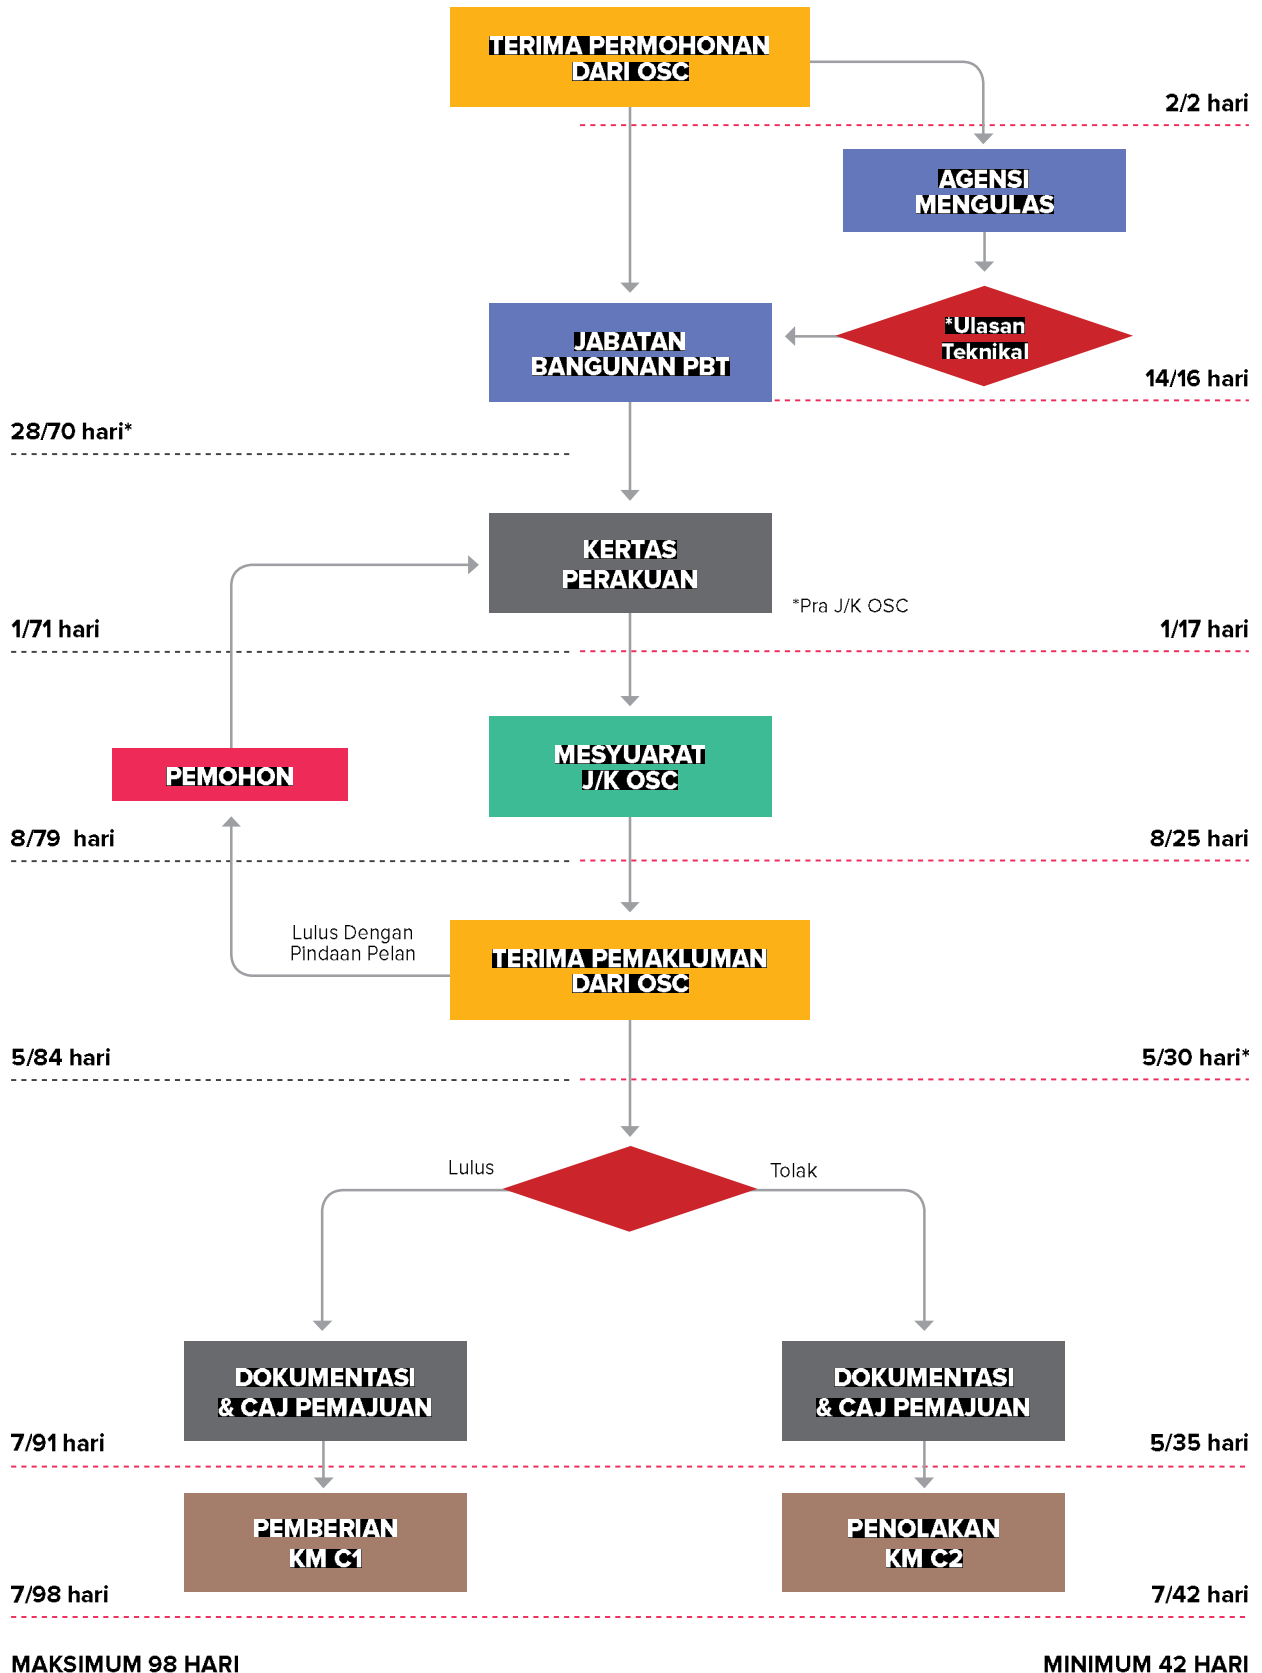 TERIMA PERMOHONAN
DARI OSC
2/2 hari
AGENSI
MENGULAS
*Ulasan
Teknikal
JABATAN
BANGUNAN PBT
14/16 hari
28/70 hari*
KERTAS
PERAKUAN
*Pra J/K OSC
1/71 hari
1/17 hari
MESYUARAT
J/K OSC
PEMOHON
8/79 hari
8/25 hari
Lulus Dengan
Pindaan Pelan
TERIMA PEMAKLUMAN
DARI OSC
5/84 hari
5/30 hari*
Lulus
Tolak
DOKUMENTASI
& CAJ PEMAJUAN
DOKUMENTASI
& CAJ PEMAJUAN
7/91 hari
5/35 hari
PEMBERIAN
KM C1
PENOLAKAN
KM C2
7/98 hari
7/42 hari
MAKSIMUM 98 HARI
MINIMUM 42 HARI